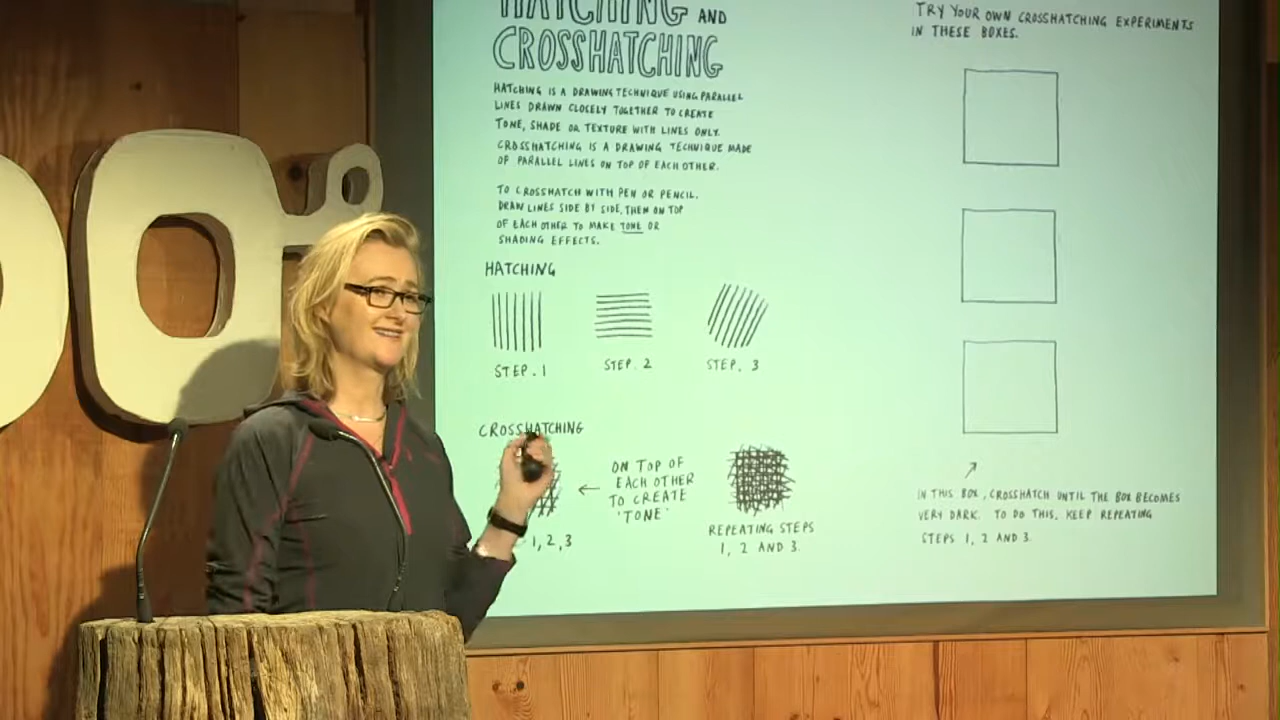 HATCHING AND
CROSSHATCHING
HATCHING IS A DRAWING TECHNIQUE USING PARALLEL
LINES DRAWN CLOSELY TOGETHER TO CREATE
TONE, SHADE OR TEXTURE WITH LINES ONLY.
CROSSHATCHING IS A DRAWING TECHNIQUE MADE
OF PARALLEL LINES ON TOP OF EACH OTHER.
TO CROSSHATCH WITH PEN OR PENCIL.
DRAW LINES SIDE BY SIDE, THEN ON TOP
OF EACH OTHER TO MAKE TONE OR
SHADING EFFECTS.
HATCHING
STEP. 1
STEP. 2
STEP. 3
CROSSHATCHING
1, 2, 3
ON TOP OF
EACH OTHER
TO CREATE
'TONE'
REPEATING STEPS
1, 2 AND 3.
TRY YOUR OWN CROSSHATCHING EXPERIMENTS
IN THESE BOXES.
IN THIS BOX, CROSSHATCH UNTIL THE BOX BECOMES
VERY DARK. TO DO THIS, KEEP REPEATING
STEPS 1, 2 AND 3.